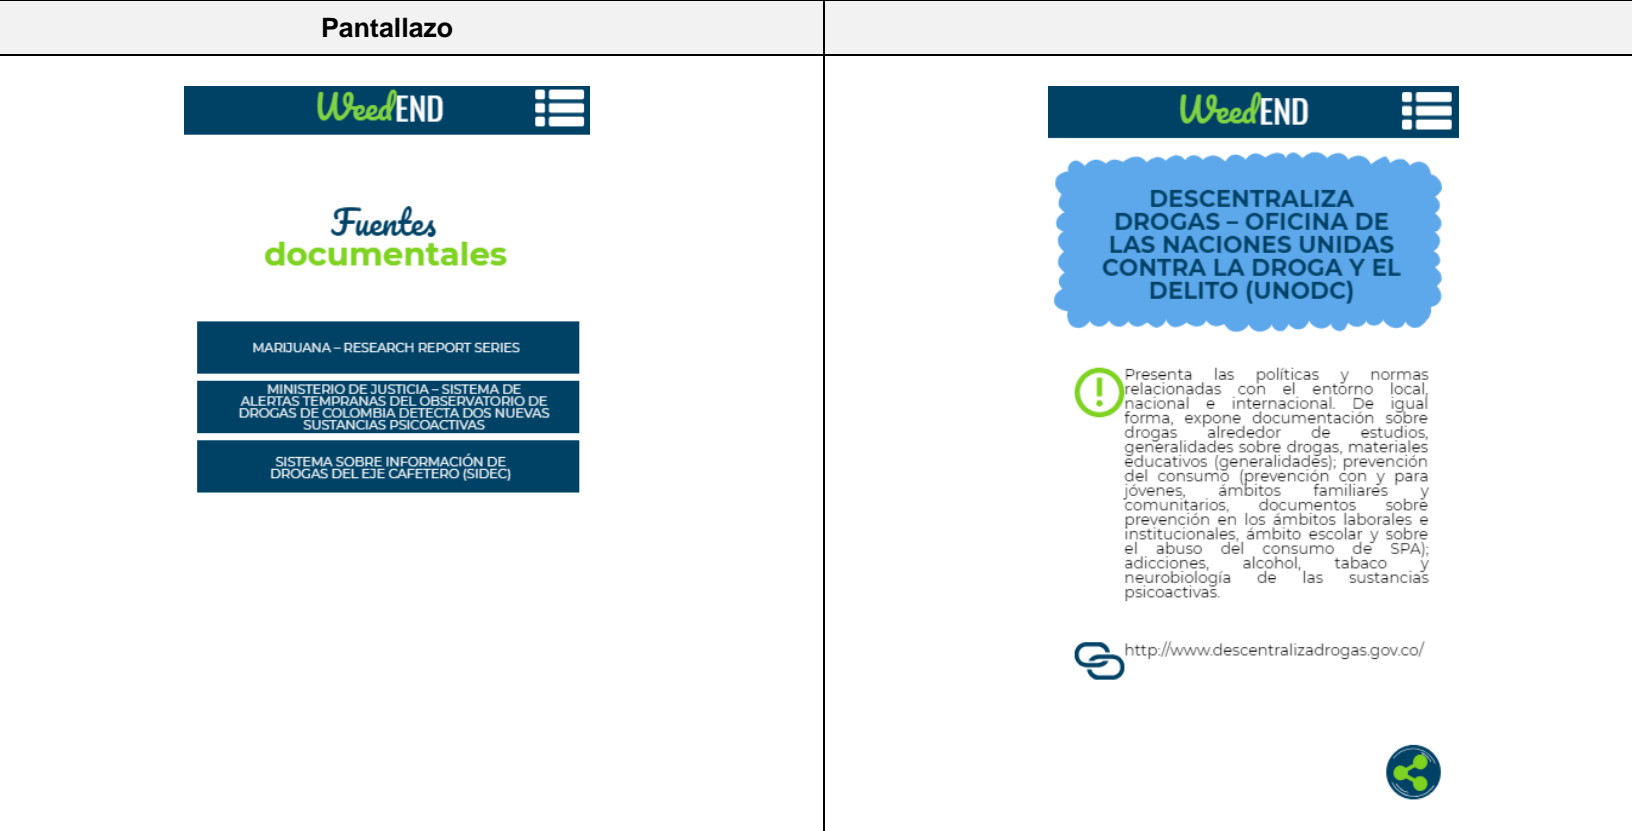 Pantallazo
WeedEND
Fuentes
documentales
MARIJUANA – RESEARCH REPORT SERIES
MINISTERIO DE JUSTICIA – SISTEMA DE
ALERTAS TEMPRANAS DEL OBSERVATORIO DE
DROGAS DE COLOMBIA DETECTA DOS NUEVAS
SUSTANCIAS PSICOACTIVAS
SISTEMA SOBRE INFORMACIÓN DE
DROGAS DEL EJE CAFETERO (SIDEC)
WeedEND
DESCENTRALIZA
DROGAS – OFICINA DE
LAS NACIONES UNIDAS
CONTRA LA DROGA Y EL
DELITO (UNODC)
Presenta las políticas y normas
relacionadas con el entorno local,
nacional e internacional. De igual
forma, expone documentación sobre
drogas alrededor de estudios,
generalidades sobre drogas, materiales
educativos (generalidades); prevención
del consumo (prevención con y para
jóvenes, ámbitos familiares y
comunitarios, documentos sobre
prevención en los ámbitos laborales e
institucionales, ámbito escolar y sobre
el abuso del consumo de SPA);
adicciones, alcohol, tabaco y
neurobiología de las sustancias
psicoactivas.
http://www.descentralizadrogas.gov.co/